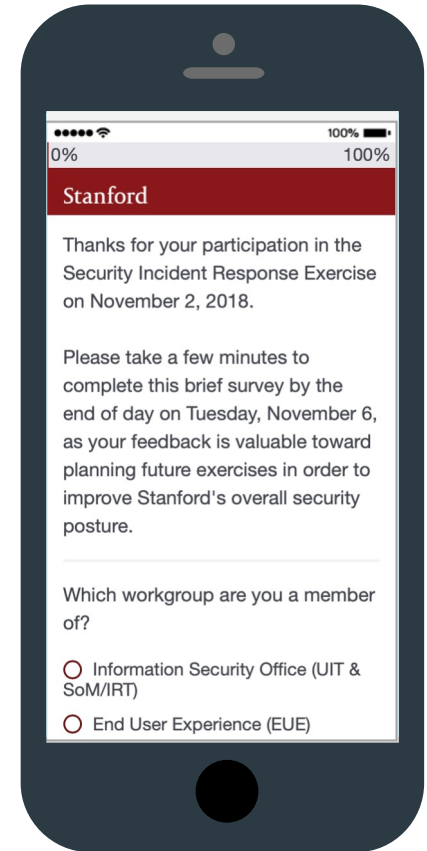 100%
0% 100%
Stanford
Thanks for your participation in the
Security Incident Response Exercise
on November 2, 2018.
Please take a few minutes to
complete this brief survey by the
end of day on Tuesday, November 6,
as your feedback is valuable toward
planning future exercises in order to
improve Stanford's overall security
posture.
Which workgroup are you a member
of?
Information Security Office (UIT &
SoM/IRT)
End User Experience (EUE)